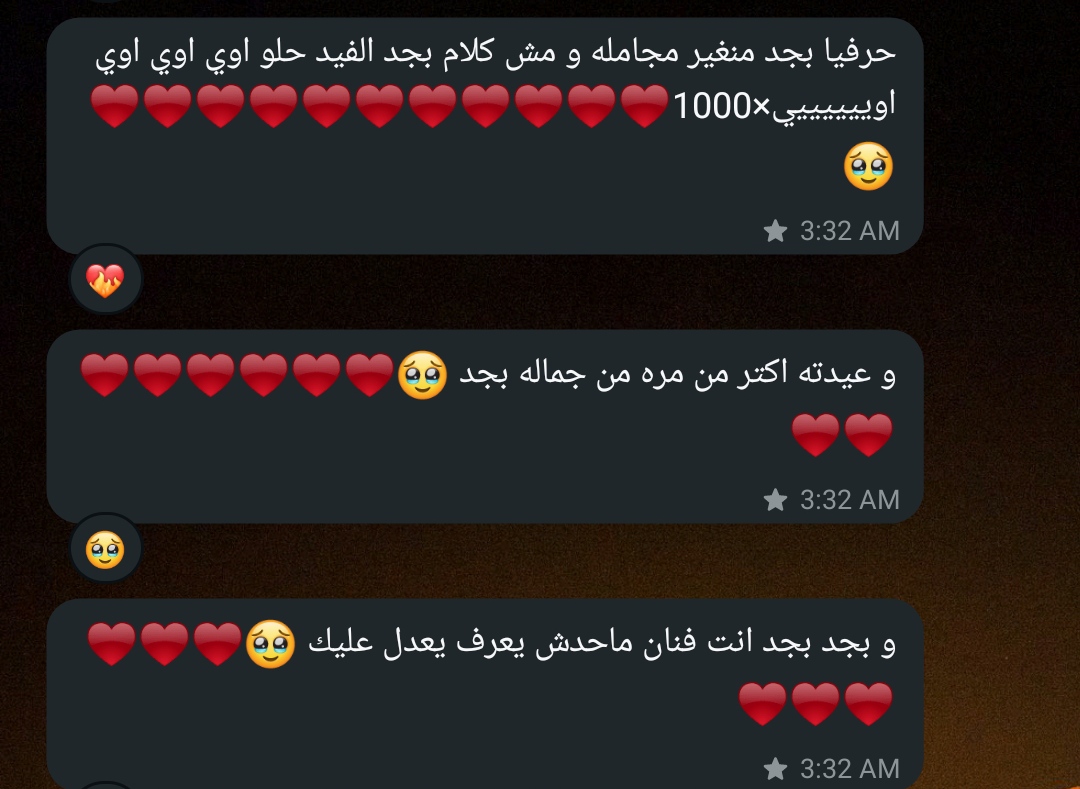 حرفيا بجد منغير مجامله و مش كلام بجد الفيد حلو اوي اوي اوي
اوييييييي×1000❤️❤️❤️❤️❤️❤️❤️❤️❤️❤️❤️
🥹
3:32 AM
و عيدته اكتر من مره من جماله بجد 🥹❤️❤️❤️❤️❤️❤️
❤️❤️
3:32 AM
و بجد بجد انت فنان ماحدش يعرف يعدل عليك 🥹❤️❤️❤️
❤️❤️❤️
3:32 AM